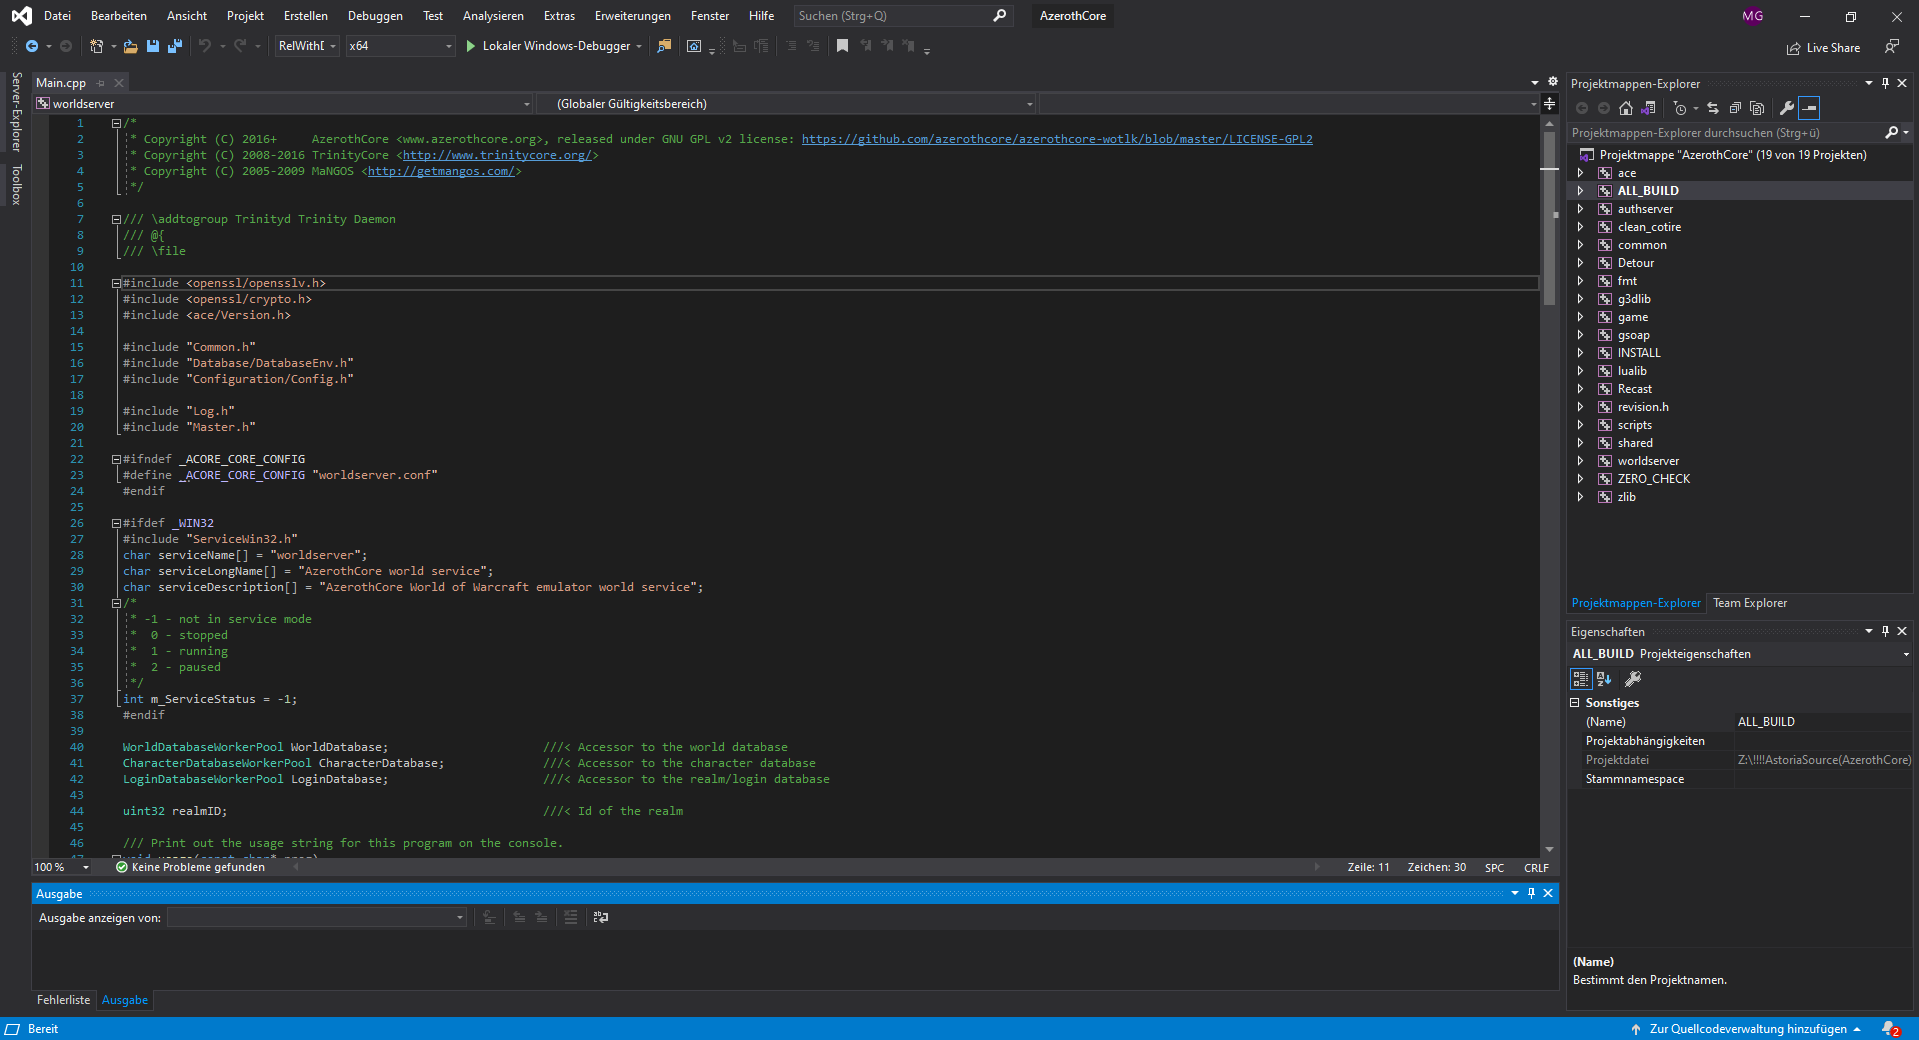 Datei Bearbeiten Ansicht Projekt Erstellen Debuggen Test Analysieren Extras Erweiterungen Fenster Hilfe Suchen (Strg+Q) AzerothCore MG
RelWithD x64 Lokaler Windows-Debugger Live Share
Server-Explorer
Toolbox
Main.cpp
worldserver (Globaler Gültigkeitsbereich)
1 /*
2 * Copyright (C) 2016+     AzerothCore <www.azerothcore.org>, released under GNU GPL v2 license: https://github.com/azerothcore/azerothcore-wotlk/blob/master/LICENSE-GPL2
3 * Copyright (C) 2008-2016 TrinityCore <http://www.trinitycore.org/>
4 * Copyright (C) 2005-2009 MaNGOS <http://getmangos.com/>
5 */
6
7 /// \addtogroup Trinityd Trinity Daemon
8 /// @{
9 /// \file
10
11 #include <openssl/opensslv.h>
12 #include <openssl/crypto.h>
13 #include <ace/Version.h>
14
15 #include "Common.h"
16 #include "Database/DatabaseEnv.h"
17 #include "Configuration/Config.h"
18
19 #include "Log.h"
20 #include "Master.h"
21
22 #ifndef _ACORE_CORE_CONFIG
23 #define _ACORE_CORE_CONFIG "worldserver.conf"
24 #endif
25
26 #ifdef _WIN32
27 #include "ServiceWin32.h"
28 char serviceName[] = "worldserver";
29 char serviceLongName[] = "AzerothCore world service";
30 char serviceDescription[] = "AzerothCore World of Warcraft emulator world service";
31 /*
32 * -1 - not in service mode
33 *  0 - stopped
34 *  1 - running
35 *  2 - paused
36 */
37 int m_ServiceStatus = -1;
38 #endif
39
40 WorldDatabaseWorkerPool WorldDatabase; ///< Accessor to the world database
41 CharacterDatabaseWorkerPool CharacterDatabase; ///< Accessor to the character database
42 LoginDatabaseWorkerPool LoginDatabase; ///< Accessor to the realm/login database
43
44 uint32 realmID; ///< Id of the realm
45
46 /// Print out the usage string for this program on the console.
47 void usage(const char* prog)
100 % Keine Probleme gefunden Zeile: 11 Zeichen: 30 SPC CRLF
Ausgabe
Ausgabe anzeigen von:
Fehlerliste Ausgabe
Projektmappen-Explorer
Projektmappen-Explorer durchsuchen (Strg+ü)
Projektmappe "AzerothCore" (19 von 19 Projekten)
ace
ALL_BUILD
authserver
clean_cotire
common
Detour
fmt
g3dlib
game
gsoap
INSTALL
lualib
Recast
revision.h
scripts
shared
worldserver
ZERO_CHECK
zlib
Projektmappen-Explorer Team Explorer
Eigenschaften
ALL_BUILD Projekteigenschaften
Sonstiges
(Name) ALL_BUILD
Projektabhängigkeiten
Projektdatei Z:\!!!!AstoriaSource(AzerothCore)
Stammnamespace
(Name)
Bestimmt den Projektnamen.
Bereit Zur Quellcodeverwaltung hinzufügen 2